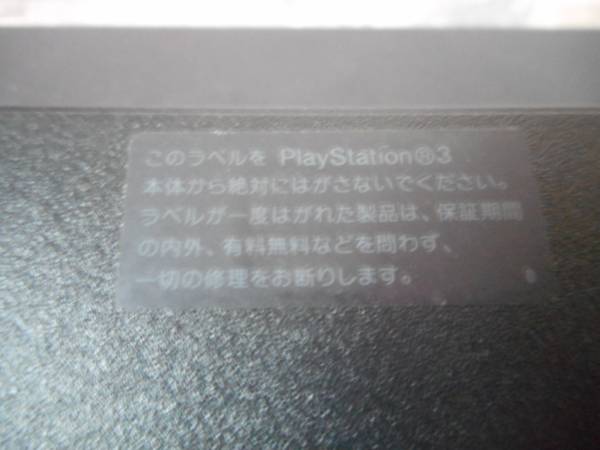 このラベルを PlayStation®3
本体から絶対にはがさないでください。
ラベルが一度はがれた製品は、保証期間
の内外、有料無料などを問わず、
一切の修理をお断りします。